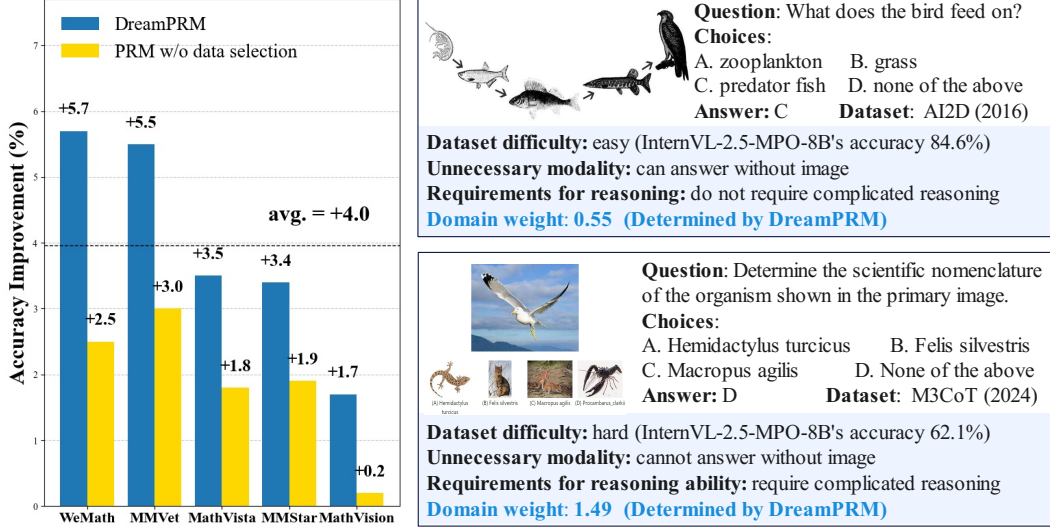 DreamPRM
PRM w/o data selection
Accuracy Improvement (%)
7
6
5
4
3
2
1
0
+5.7
+2.5
+5.5
+3.0
+3.5
+1.8
+3.4
+1.9
+1.7
+0.2
avg. = +4.0
WeMath
MMVet
MathVista
MMStar
MathVision
Question: What does the bird feed on?
Choices:
A. zooplankton B. grass
C. predator fish D. none of the above
Answer: C Dataset: AI2D (2016)
Dataset difficulty: easy (InternVL-2.5-MPO-8B's accuracy 84.6%)
Unnecessary modality: can answer without image
Requirements for reasoning: do not require complicated reasoning
Domain weight: 0.55 (Determined by DreamPRM)
Question: Determine the scientific nomenclature
of the organism shown in the primary image.
Choices:
A. Hemidactylus turcicus B. Felis silvestris
C. Macropus agilis D. None of the above
Answer: D Dataset: M3CoT (2024)
(A) Hemidactylus
turcicus
(B) Felis silvestris
(C) Macropus agilis
(D) Procambarus_clarkii
Dataset difficulty: hard (InternVL-2.5-MPO-8B's accuracy 62.1%)
Unnecessary modality: cannot answer without image
Requirements for reasoning ability: require complicated reasoning
Domain weight: 1.49 (Determined by DreamPRM)